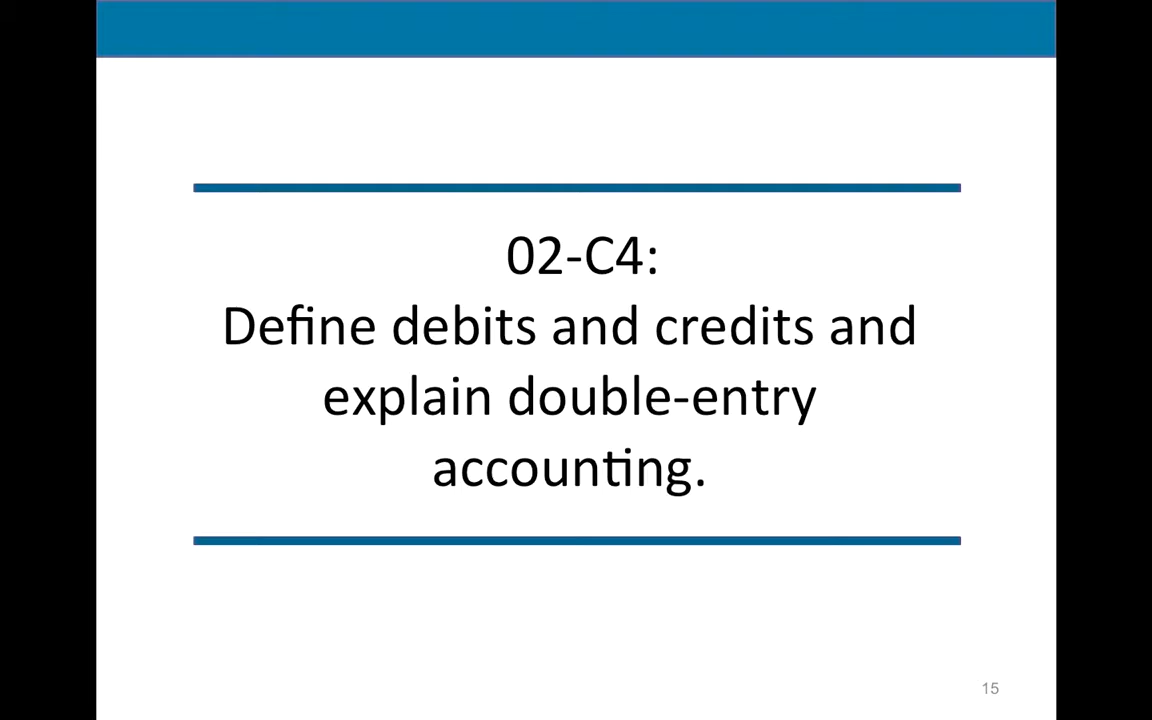 02-C4:
Define debits and credits and
explain double-entry
accounting.
15